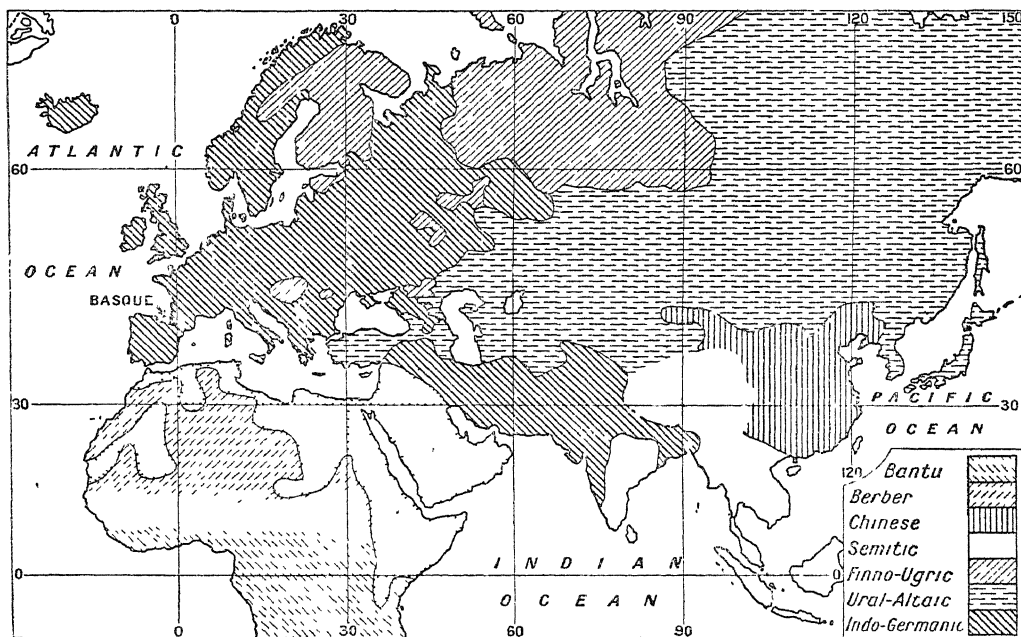 0 30 60 90 120 150
ATLANTIC
60 60
OCEAN
BASQUE
30 PACIFIC 30
OCEAN
120
Bantu
Berber
Chinese
Semitic
Finno-Ugric
Ural-Altaic
Indo-Germanic
INDIAN
0 0
OCEAN
0 30 60 90